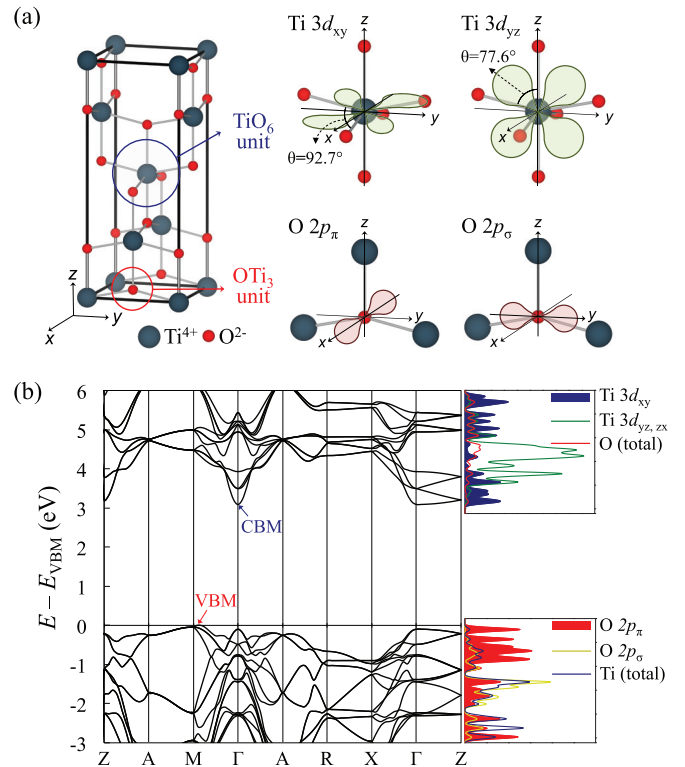 (a)
Ti 3dxy
Ti 3dyz
z
z
θ=77.6°
TiO6
unit
y
y
x
x
θ=92.7°
O 2pπ
O 2pσ
z
z
z
OTi3
unit
y
x
y
y
x
x
Ti4+
O2-
(b)
6
5
4
3
2
1
0
-1
-2
-3
E − EVBM (eV)
CBM
VBM
Z A M Γ A R X Γ Z
Ti 3dxy
Ti 3dyz, zx
O (total)
O 2pπ
O 2pσ
Ti (total)